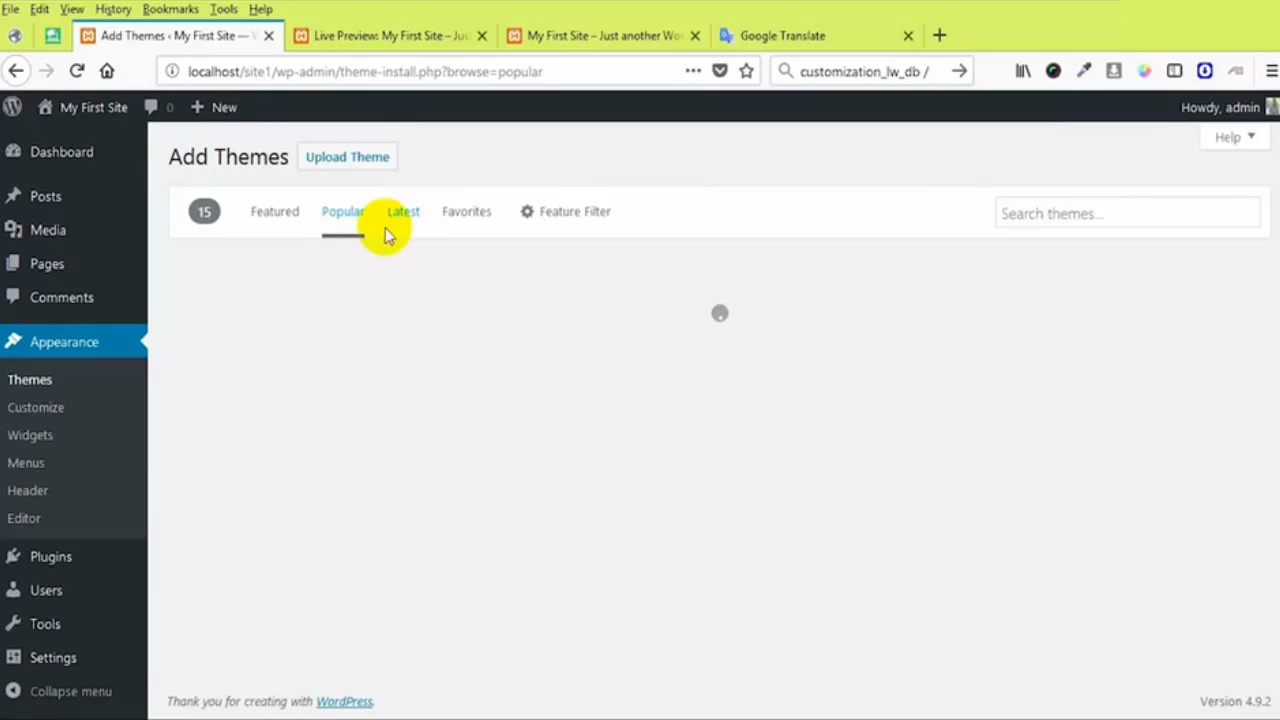 File Edit View History Bookmarks Tools Help
Add Themes ‹ My First Site — Live Preview: My First Site – Jus My First Site – Just another Wo Google Translate
localhost/site1/wp-admin/theme-install.php?browse=popular customization_lw_db /
My First Site 0 New Howdy, admin
Help
Add Themes Upload Theme
15 Featured Popular Latest Favorites Feature Filter Search themes...
Dashboard
Posts
Media
Pages
Comments
Appearance
Themes
Customize
Widgets
Menus
Header
Editor
Plugins
Users
Tools
Settings
Collapse menu
Thank you for creating with WordPress. Version 4.9.2